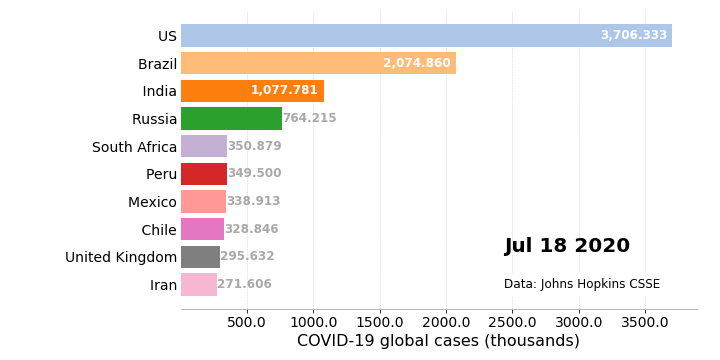 US 3,706.333
Brazil 2,074.860
India 1,077.781
Russia 764.215
South Africa 350.879
Peru 349.500
Mexico 338.913
Chile 328.846
United Kingdom 295.632
Iran 271.606
Jul 18 2020
Data: Johns Hopkins CSSE
500.0 1000.0 1500.0 2000.0 2500.0 3000.0 3500.0
COVID-19 global cases (thousands)